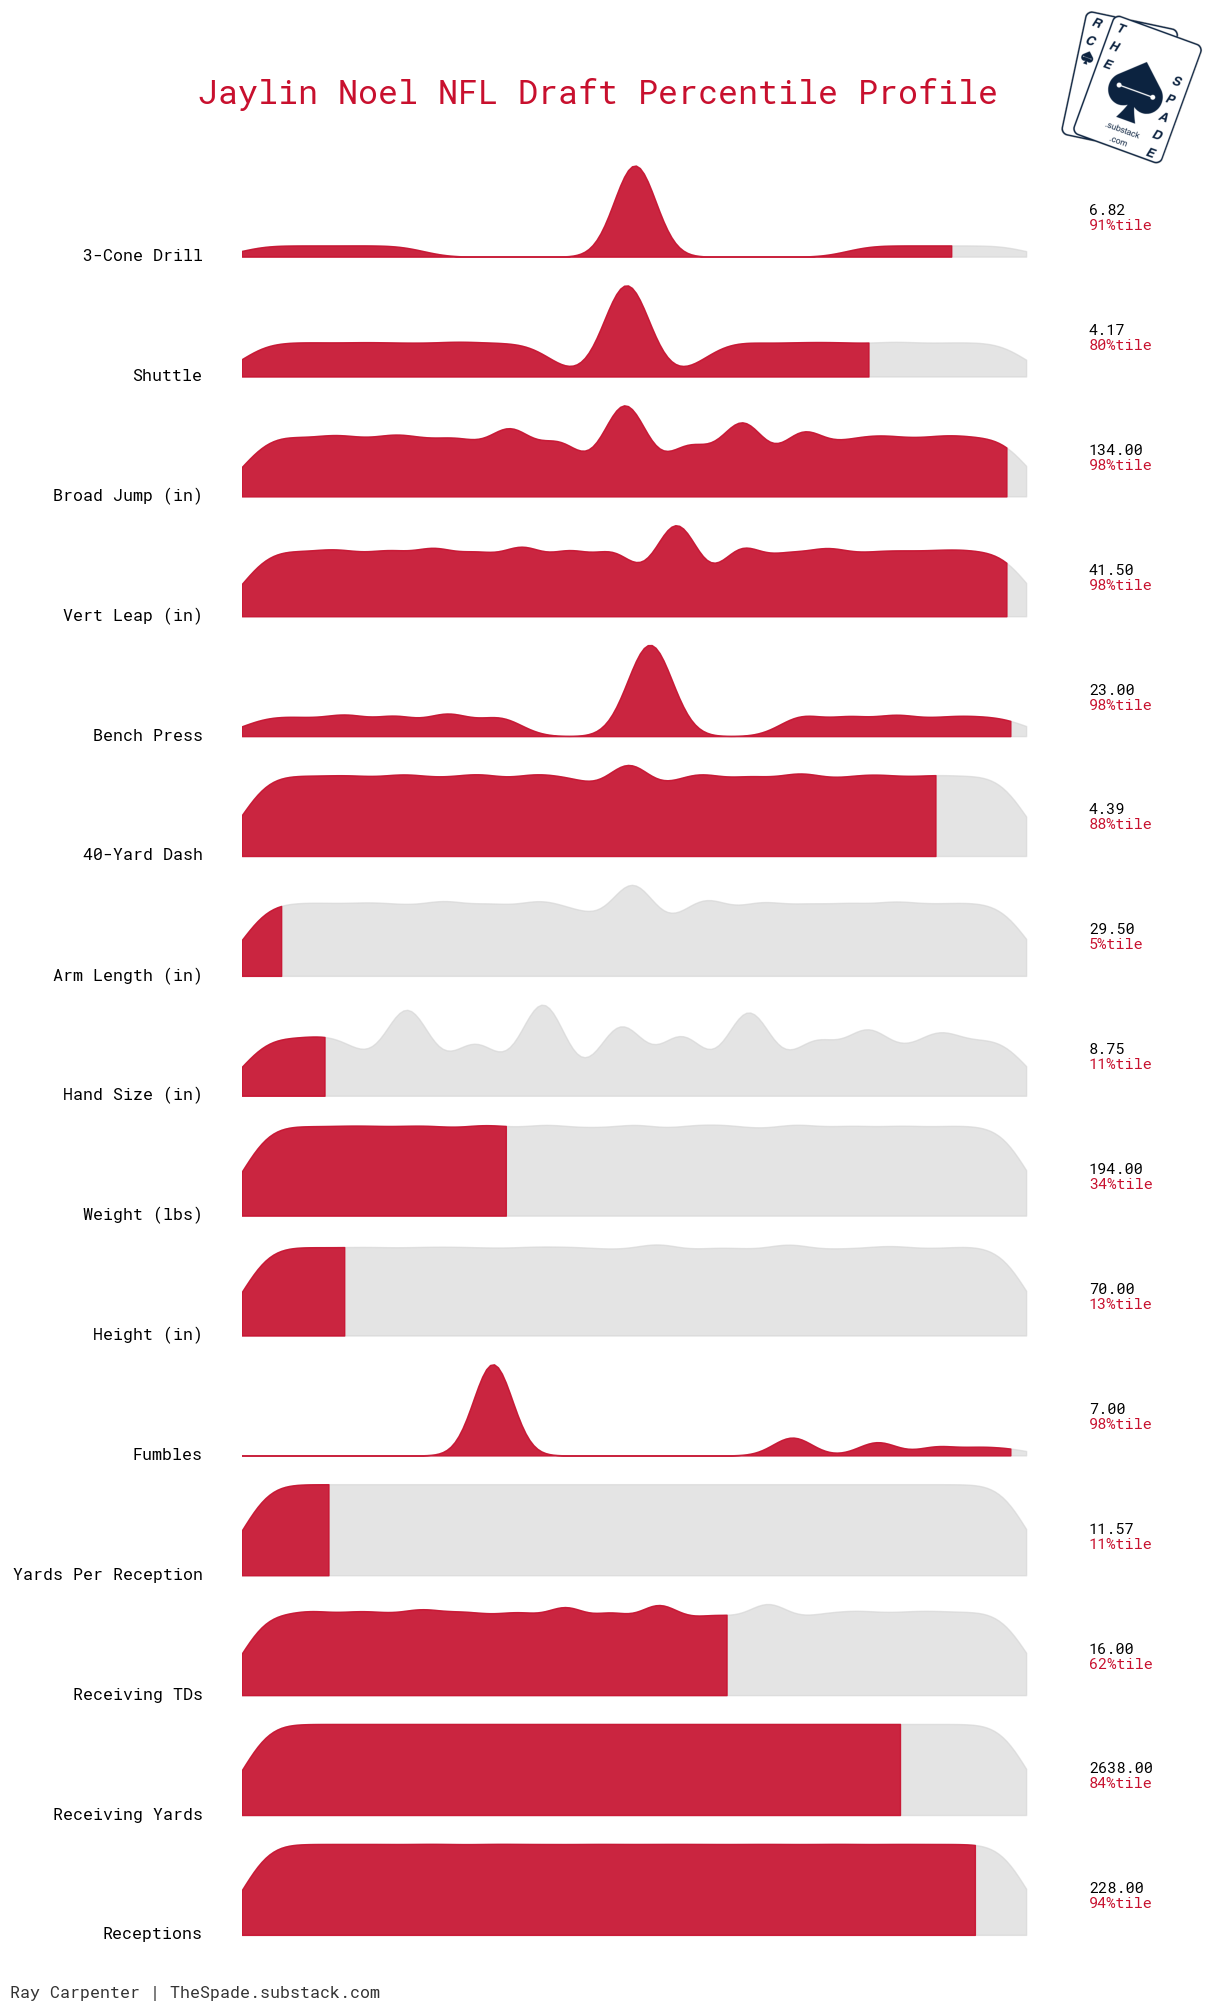 R
C
T
H
E
S
P
A
D
E
.substack
.com
Jaylin Noel NFL Draft Percentile Profile
3-Cone Drill
6.82
91%tile
Shuttle
4.17
80%tile
Broad Jump (in)
134.00
98%tile
Vert Leap (in)
41.50
98%tile
Bench Press
23.00
98%tile
40-Yard Dash
4.39
88%tile
Arm Length (in)
29.50
5%tile
Hand Size (in)
8.75
11%tile
Weight (lbs)
194.00
34%tile
Height (in)
70.00
13%tile
Fumbles
7.00
98%tile
Yards Per Reception
11.57
11%tile
Receiving TDs
16.00
62%tile
Receiving Yards
2638.00
84%tile
Receptions
228.00
94%tile
Ray Carpenter | TheSpade.substack.com